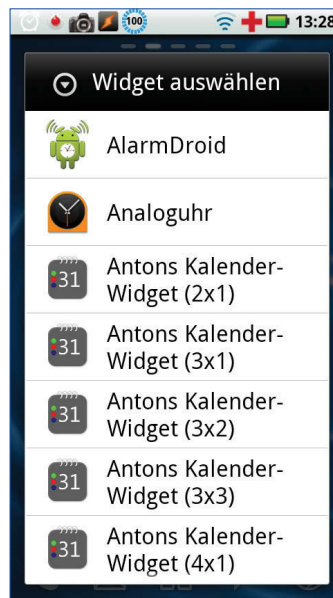 100
13:28
Widget auswählen
AlarmDroid
Analoguhr
31
Antons Kalender-
Widget (2x1)
31
Antons Kalender-
Widget (3x1)
31
Antons Kalender-
Widget (3x2)
31
Antons Kalender-
Widget (3x3)
31
Antons Kalender-
Widget (4x1)